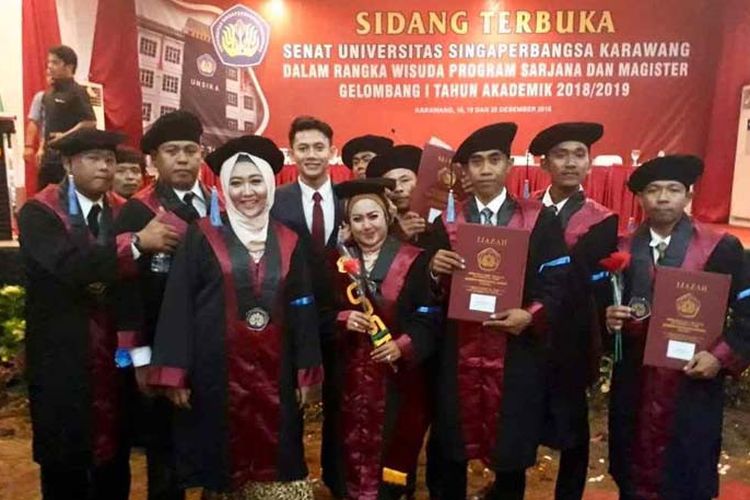 SIDANG TERBUKA
SENAT UNIVERSITAS SINGAPERBANGSA KARAWANG
DALAM RANGKA WISUDA PROGRAM SARJANA DAN MAGISTER
GELOMBANG I TAHUN AKADEMIK 2018/2019
UNSIKA
IJAZAH
IJAZAH